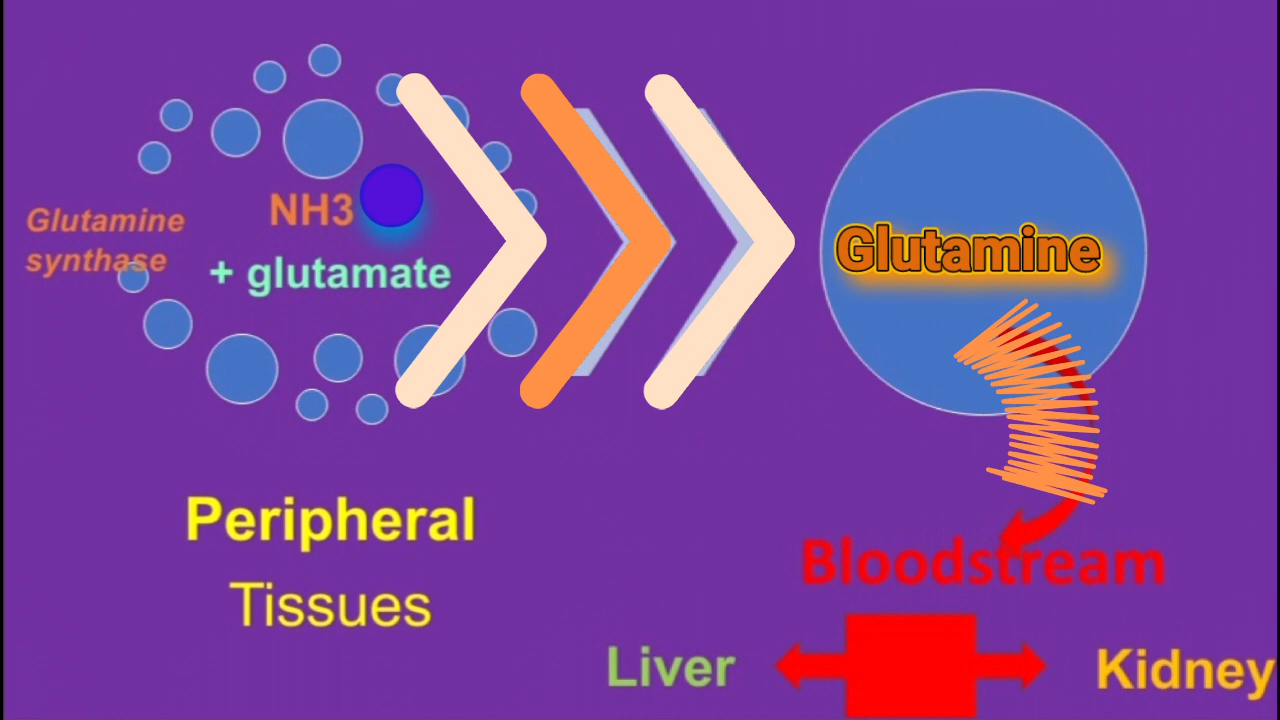 Glutamine
synthase
NH3
+ glutamate
Glutamine
Peripheral
Tissues
Bloodstream
Liver
Kidney